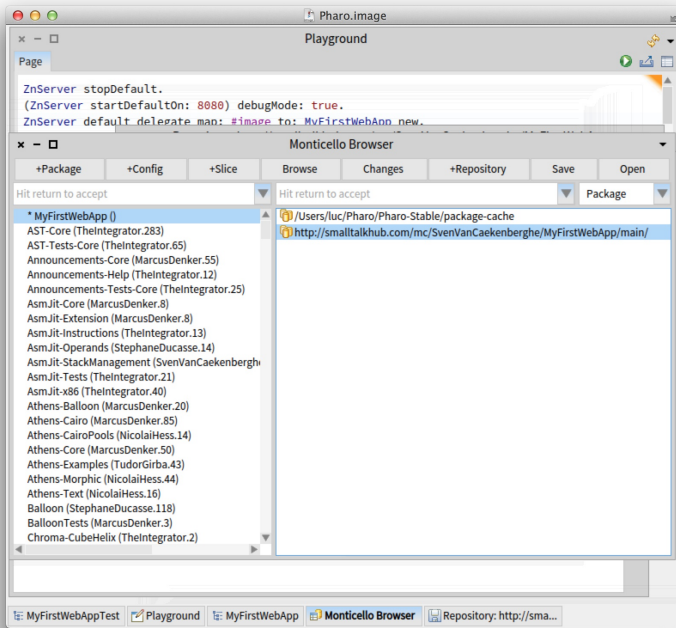 Pharo.image
Playground
Page
ZnServer stopDefault.
(ZnServer startDefaultOn: 8080) debugMode: true.
ZnServer default delegate map: #image to: MyFirstWebApp new.
Monticello Browser
+Package +Config +Slice Browse Changes +Repository Save Open
Hit return to accept Hit return to accept Package
* MyFirstWebApp ()
AST-Core (TheIntegrator.283)
AST-Tests-Core (TheIntegrator.65)
Announcements-Core (MarcusDenker.55)
Announcements-Help (TheIntegrator.12)
Announcements-Tests-Core (TheIntegrator.25)
AsmJit-Core (MarcusDenker.8)
AsmJit-Extension (MarcusDenker.8)
AsmJit-Instructions (TheIntegrator.13)
AsmJit-Operands (StephaneDucasse.14)
AsmJit-StackManagement (SvenVanCaekenberghe
AsmJit-Tests (TheIntegrator.21)
AsmJit-x86 (TheIntegrator.40)
Athens-Balloon (MarcusDenker.20)
Athens-Cairo (MarcusDenker.85)
Athens-CairoPools (NicolaiHess.14)
Athens-Core (MarcusDenker.50)
Athens-Examples (TudorGirba.43)
Athens-Morphic (NicolaiHess.44)
Athens-Text (NicolaiHess.16)
Balloon (StephaneDucasse.118)
BalloonTests (MarcusDenker.3)
Chroma-CubeHelix (TheIntegrator.2)
/Users/luc/Pharo/Pharo-Stable/package-cache
http://smalltalkhub.com/mc/SvenVanCaekenberghe/MyFirstWebApp/main/
MyFirstWebAppTest Playground MyFirstWebApp Monticello Browser Repository: http://sma...